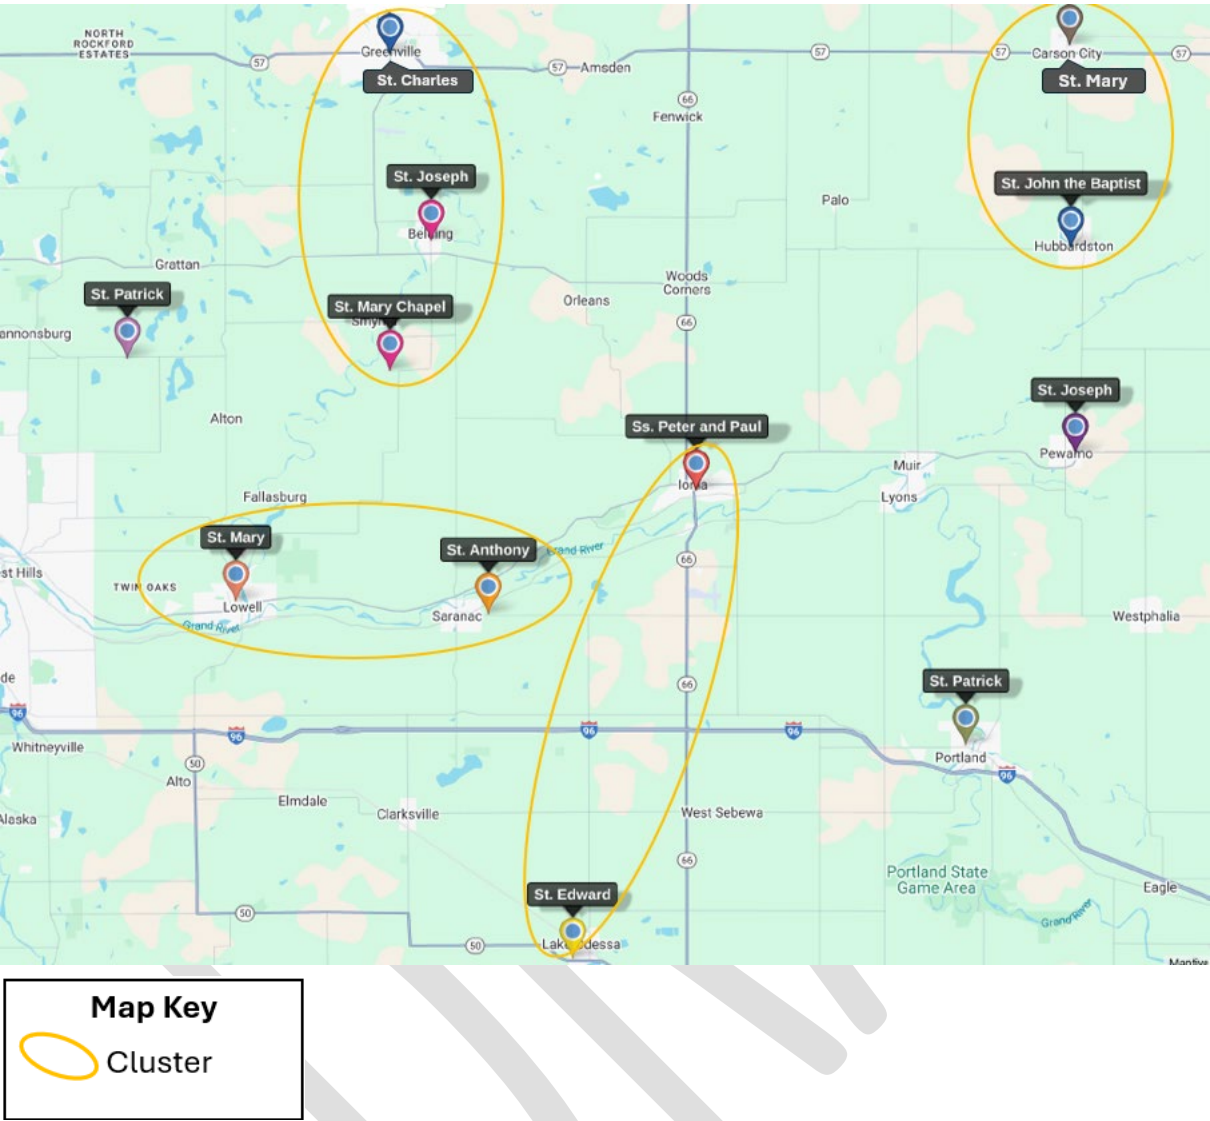 NORTH
ROCKFORD
ESTATES
57
Greenville
St. Charles
57
Amsden
66
Fenwick
57
57
Carson City
57
St. Mary
St. Joseph
Belding
St. John the Baptist
Hubbardston
Palo
Grattan
St. Patrick
annonsburg
St. Mary Chapel
Smyr
Orleans
Woods
Corners
66
Alton
St. Joseph
Pewamo
Ss. Peter and Paul
Ionia
Muir
Lyons
Fallasburg
St. Mary
St. Anthony
Grand River
66
st Hills
TWIN OAKS
Lowell
Saranac
Grand River
Westphalia
de
66
St. Patrick
Portland
96
96
96
96
96
Whitneyville
50
Alto
Elmdale
Clarksville
West Sebewa
Alaska
66
Portland State
Game Area
Eagle
St. Edward
Grand River
50
50
Lake Odessa
Map Key
Cluster